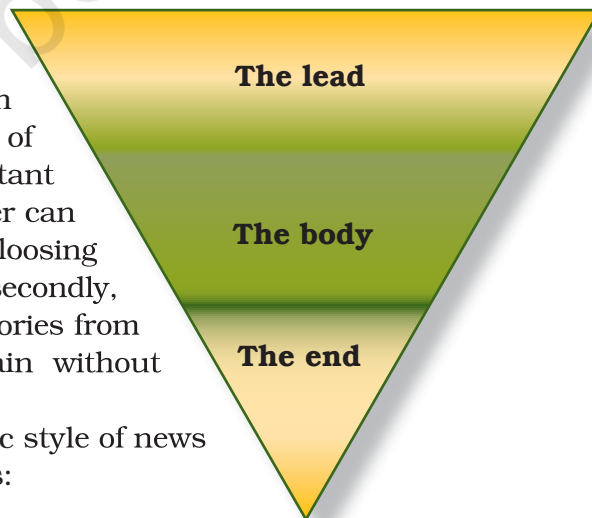 The lead
n
of
tant
er can
loosing
The body
secondly,
ories from
The end
ain without
c style of news
s: